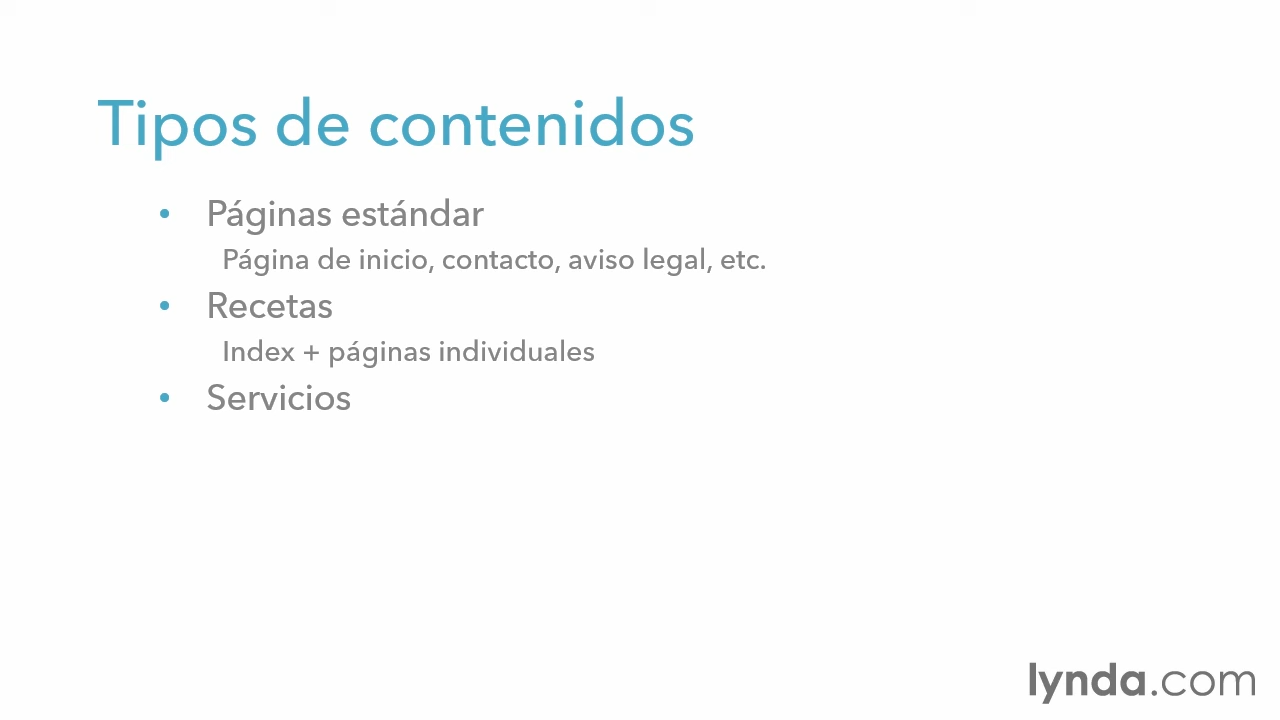 Tipos de contenidos
• Páginas estándar
Página de inicio, contacto, aviso legal, etc.
• Recetas
Index + páginas individuales
• Servicios
lynda.com